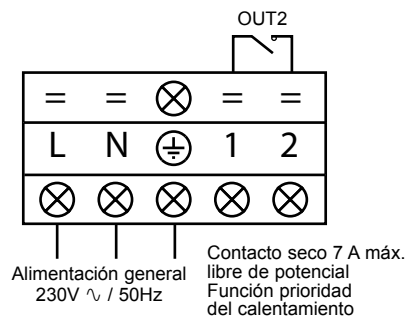 OUT2
= = = =
L N 1 2
Alimentación general
230V ∿ / 50Hz
Contacto seco 7 A máx.
libre de potencial
Función prioridad
del calentamiento